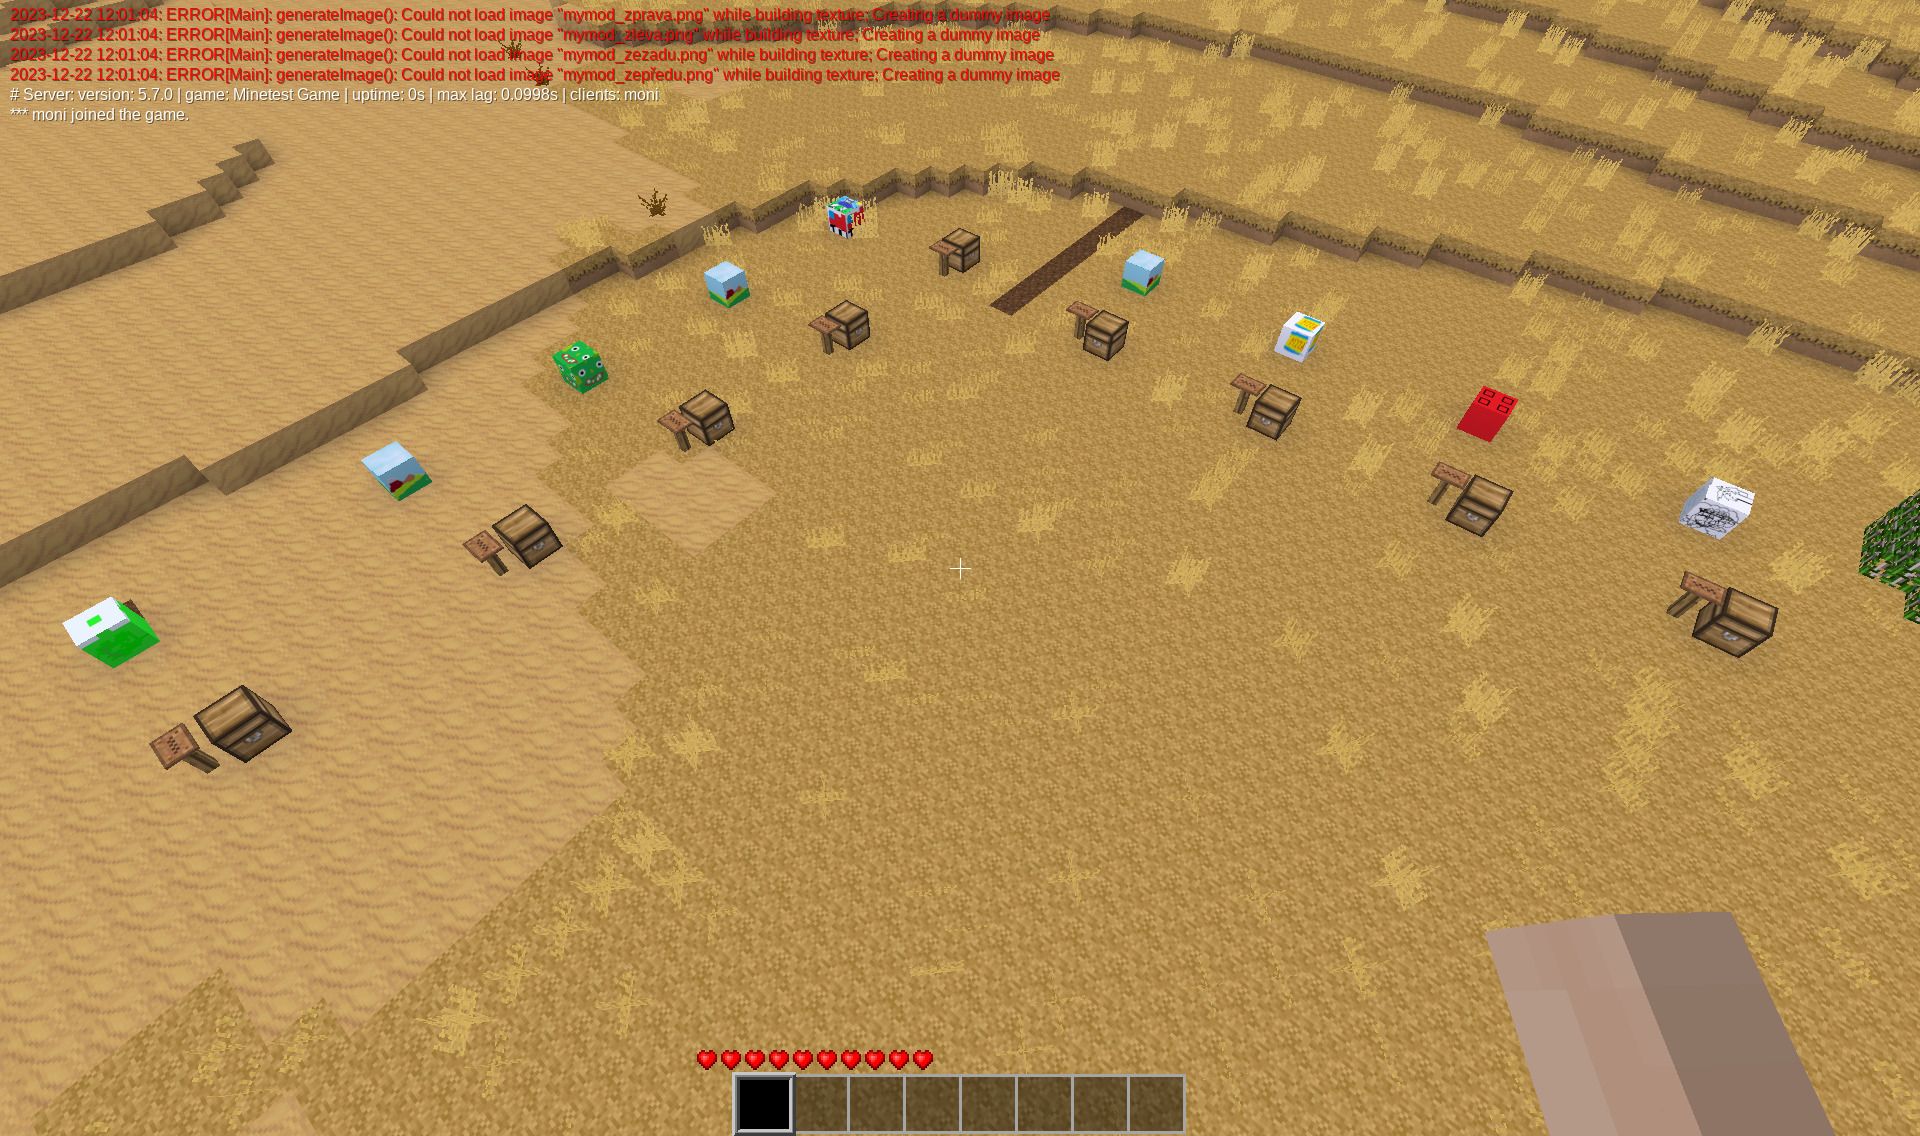 2023-12-22 12:01:04: ERROR[Main]: generateImage(): Could not load image "mymod_zprava.png" while building texture; Creating a dummy image
2023-12-22 12:01:04: ERROR[Main]: generateImage(): Could not load image "mymod_zleva.png" while building texture; Creating a dummy image
2023-12-22 12:01:04: ERROR[Main]: generateImage(): Could not load image "mymod_zezadu.png" while building texture; Creating a dummy image
2023-12-22 12:01:04: ERROR[Main]: generateImage(): Could not load image "mymod_zepředu.png" while building texture; Creating a dummy image
# Server: version: 5.7.0 | game: Minetest Game | uptime: 0s | max lag: 0.0998s | clients: moni
*** moni joined the game.